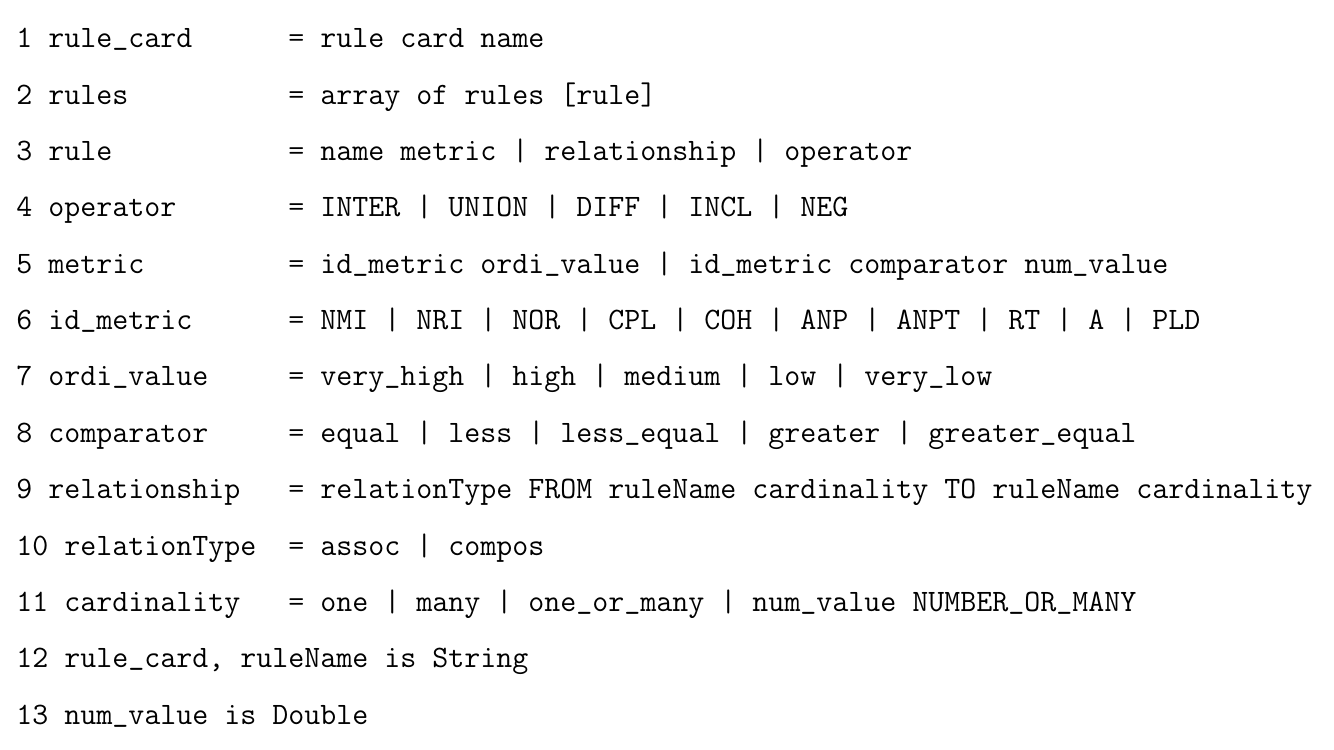 1 rule_card = rule card name
2 rules = array of rules [rule]
3 rule = name metric | relationship | operator
4 operator = INTER | UNION | DIFF | INCL | NEG
5 metric = id_metric ordi_value | id_metric comparator num_value
6 id_metric = NMI | NRI | NOR | CPL | COH | ANP | ANPT | RT | A | PLD
7 ordi_value = very_high | high | medium | low | very_low
8 comparator = equal | less | less_equal | greater | greater_equal
9 relationship = relationType FROM ruleName cardinality TO ruleName cardinality
10 relationType = assoc | compos
11 cardinality = one | many | one_or_many | num_value NUMBER_OR_MANY
12 rule_card, ruleName is String
13 num_value is Double